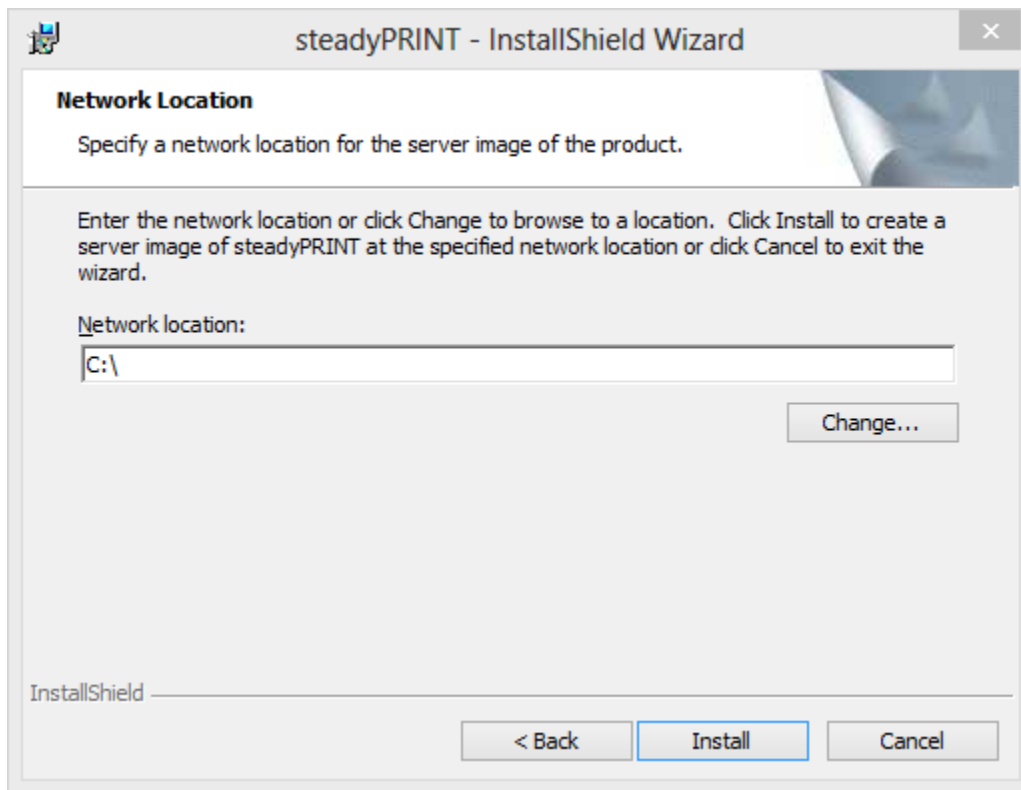 steadyPRINT - InstallShield Wizard
Network Location
Specify a network location for the server image of the product.
Enter the network location or click Change to browse to a location.  Click Install to create a
server image of steadyPRINT at the specified network location or click Cancel to exit the
wizard.
Network location:
C:\
Change...
InstallShield
< Back
Install
Cancel